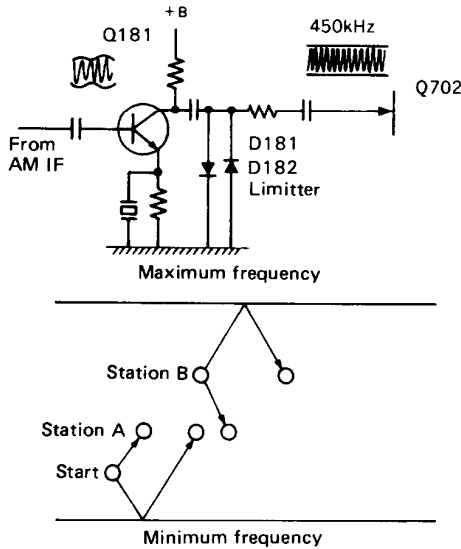 +B
Q181
450kHz
Q702
From
AM IF
D181
D182
Limitter
Maximum frequency
Station B
Station A
Start
Minimum frequency